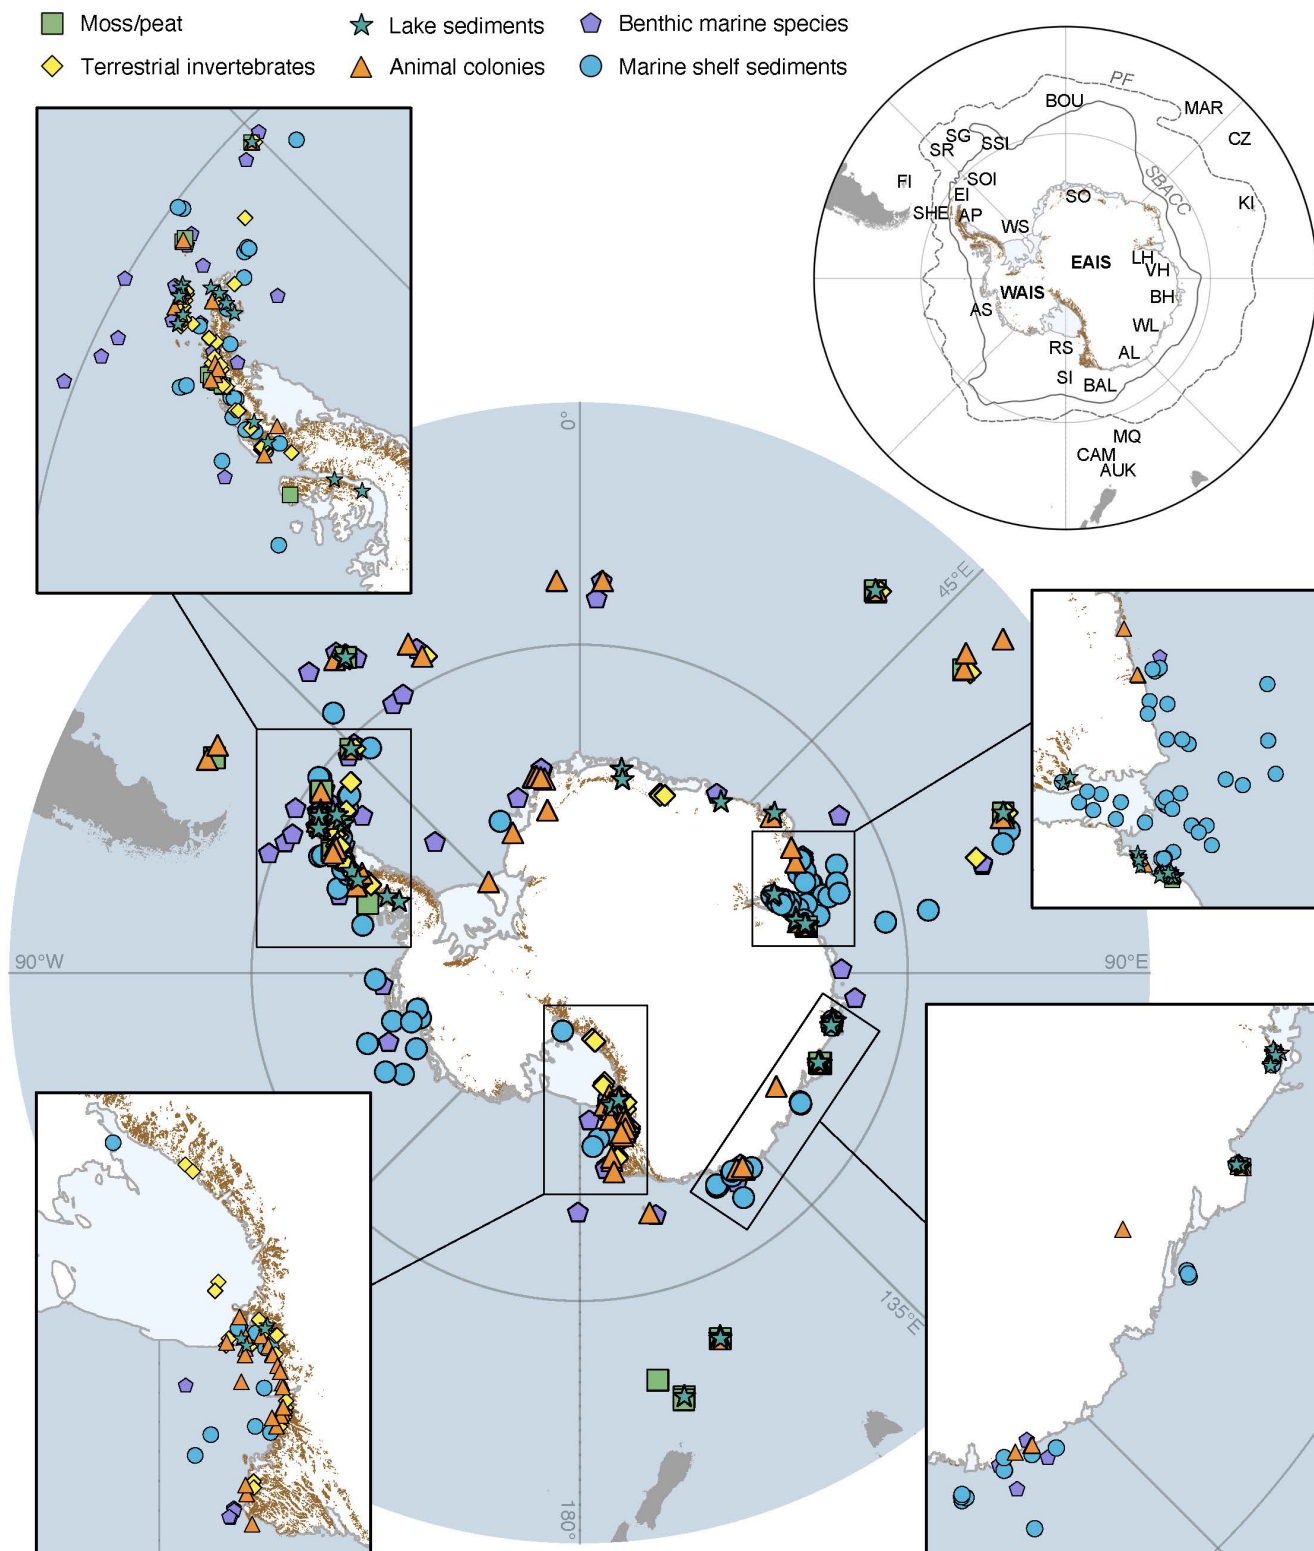 Moss/peat
Lake sediments
Benthic marine species
Terrestrial invertebrates
Animal colonies
Marine shelf sediments
PF
BOU
MAR
SG
SSI
CZ
SR
SBACC
FI
SOI
EI
SO
KI
SHE
AP
WS
LH
EAIS
VH
WAIS
BH
AS
WL
RS
AL
SI
BAL
MQ
CAM
AUK
0°
45°E
90°W
90°E
135°E
180°